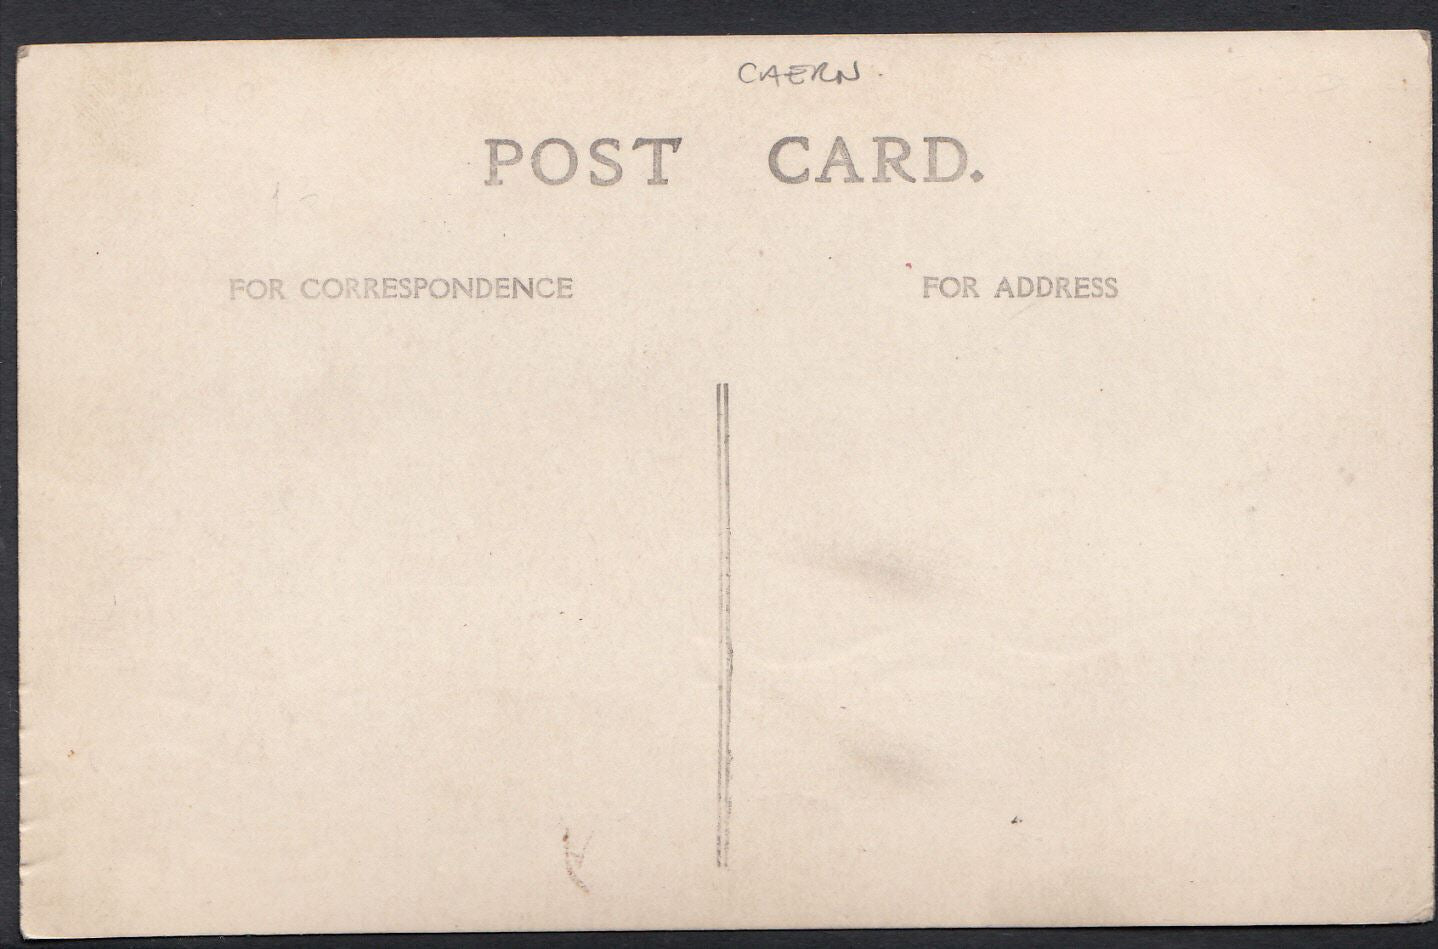 CAERN.
POST CARD.
FOR CORRESPONDENCE
FOR ADDRESS